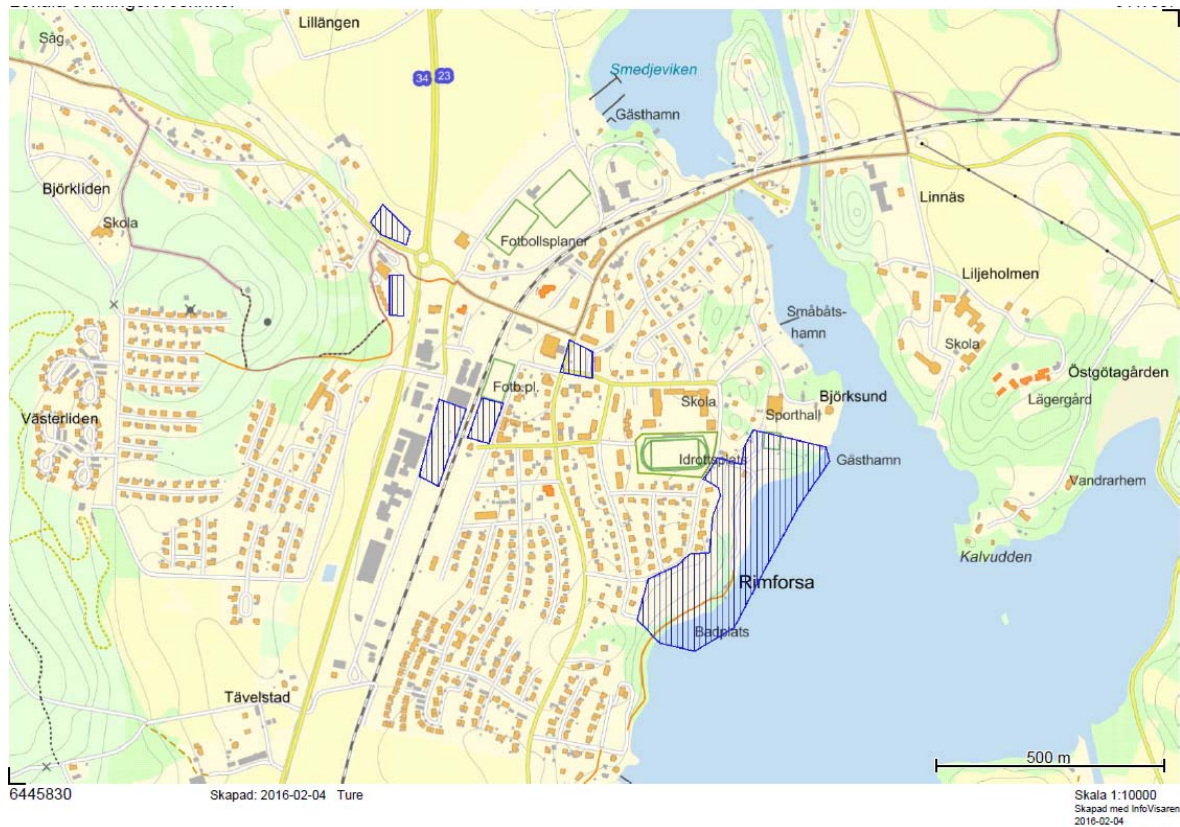 Lillängen
Såg
34 23
Smedjeviken
Gästhamn
Björkliden
Skola
Linnäs
Fotbollsplaner
Liljeholmen
Småbåts-
hamn
Skola
Fotb.pl.
Östgötagården
Björksund
Lägergård
Skola
Sporthall
Västerliden
Idrottsplats
Gästhamn
Vandrarhem
Kalvudden
Rimforsa
Badplats
Tävelstad
500 m
6445830
Skapad: 2016-02-04 Ture
Skala 1:10000
Skapad med InfoVisaren
2016-02-04